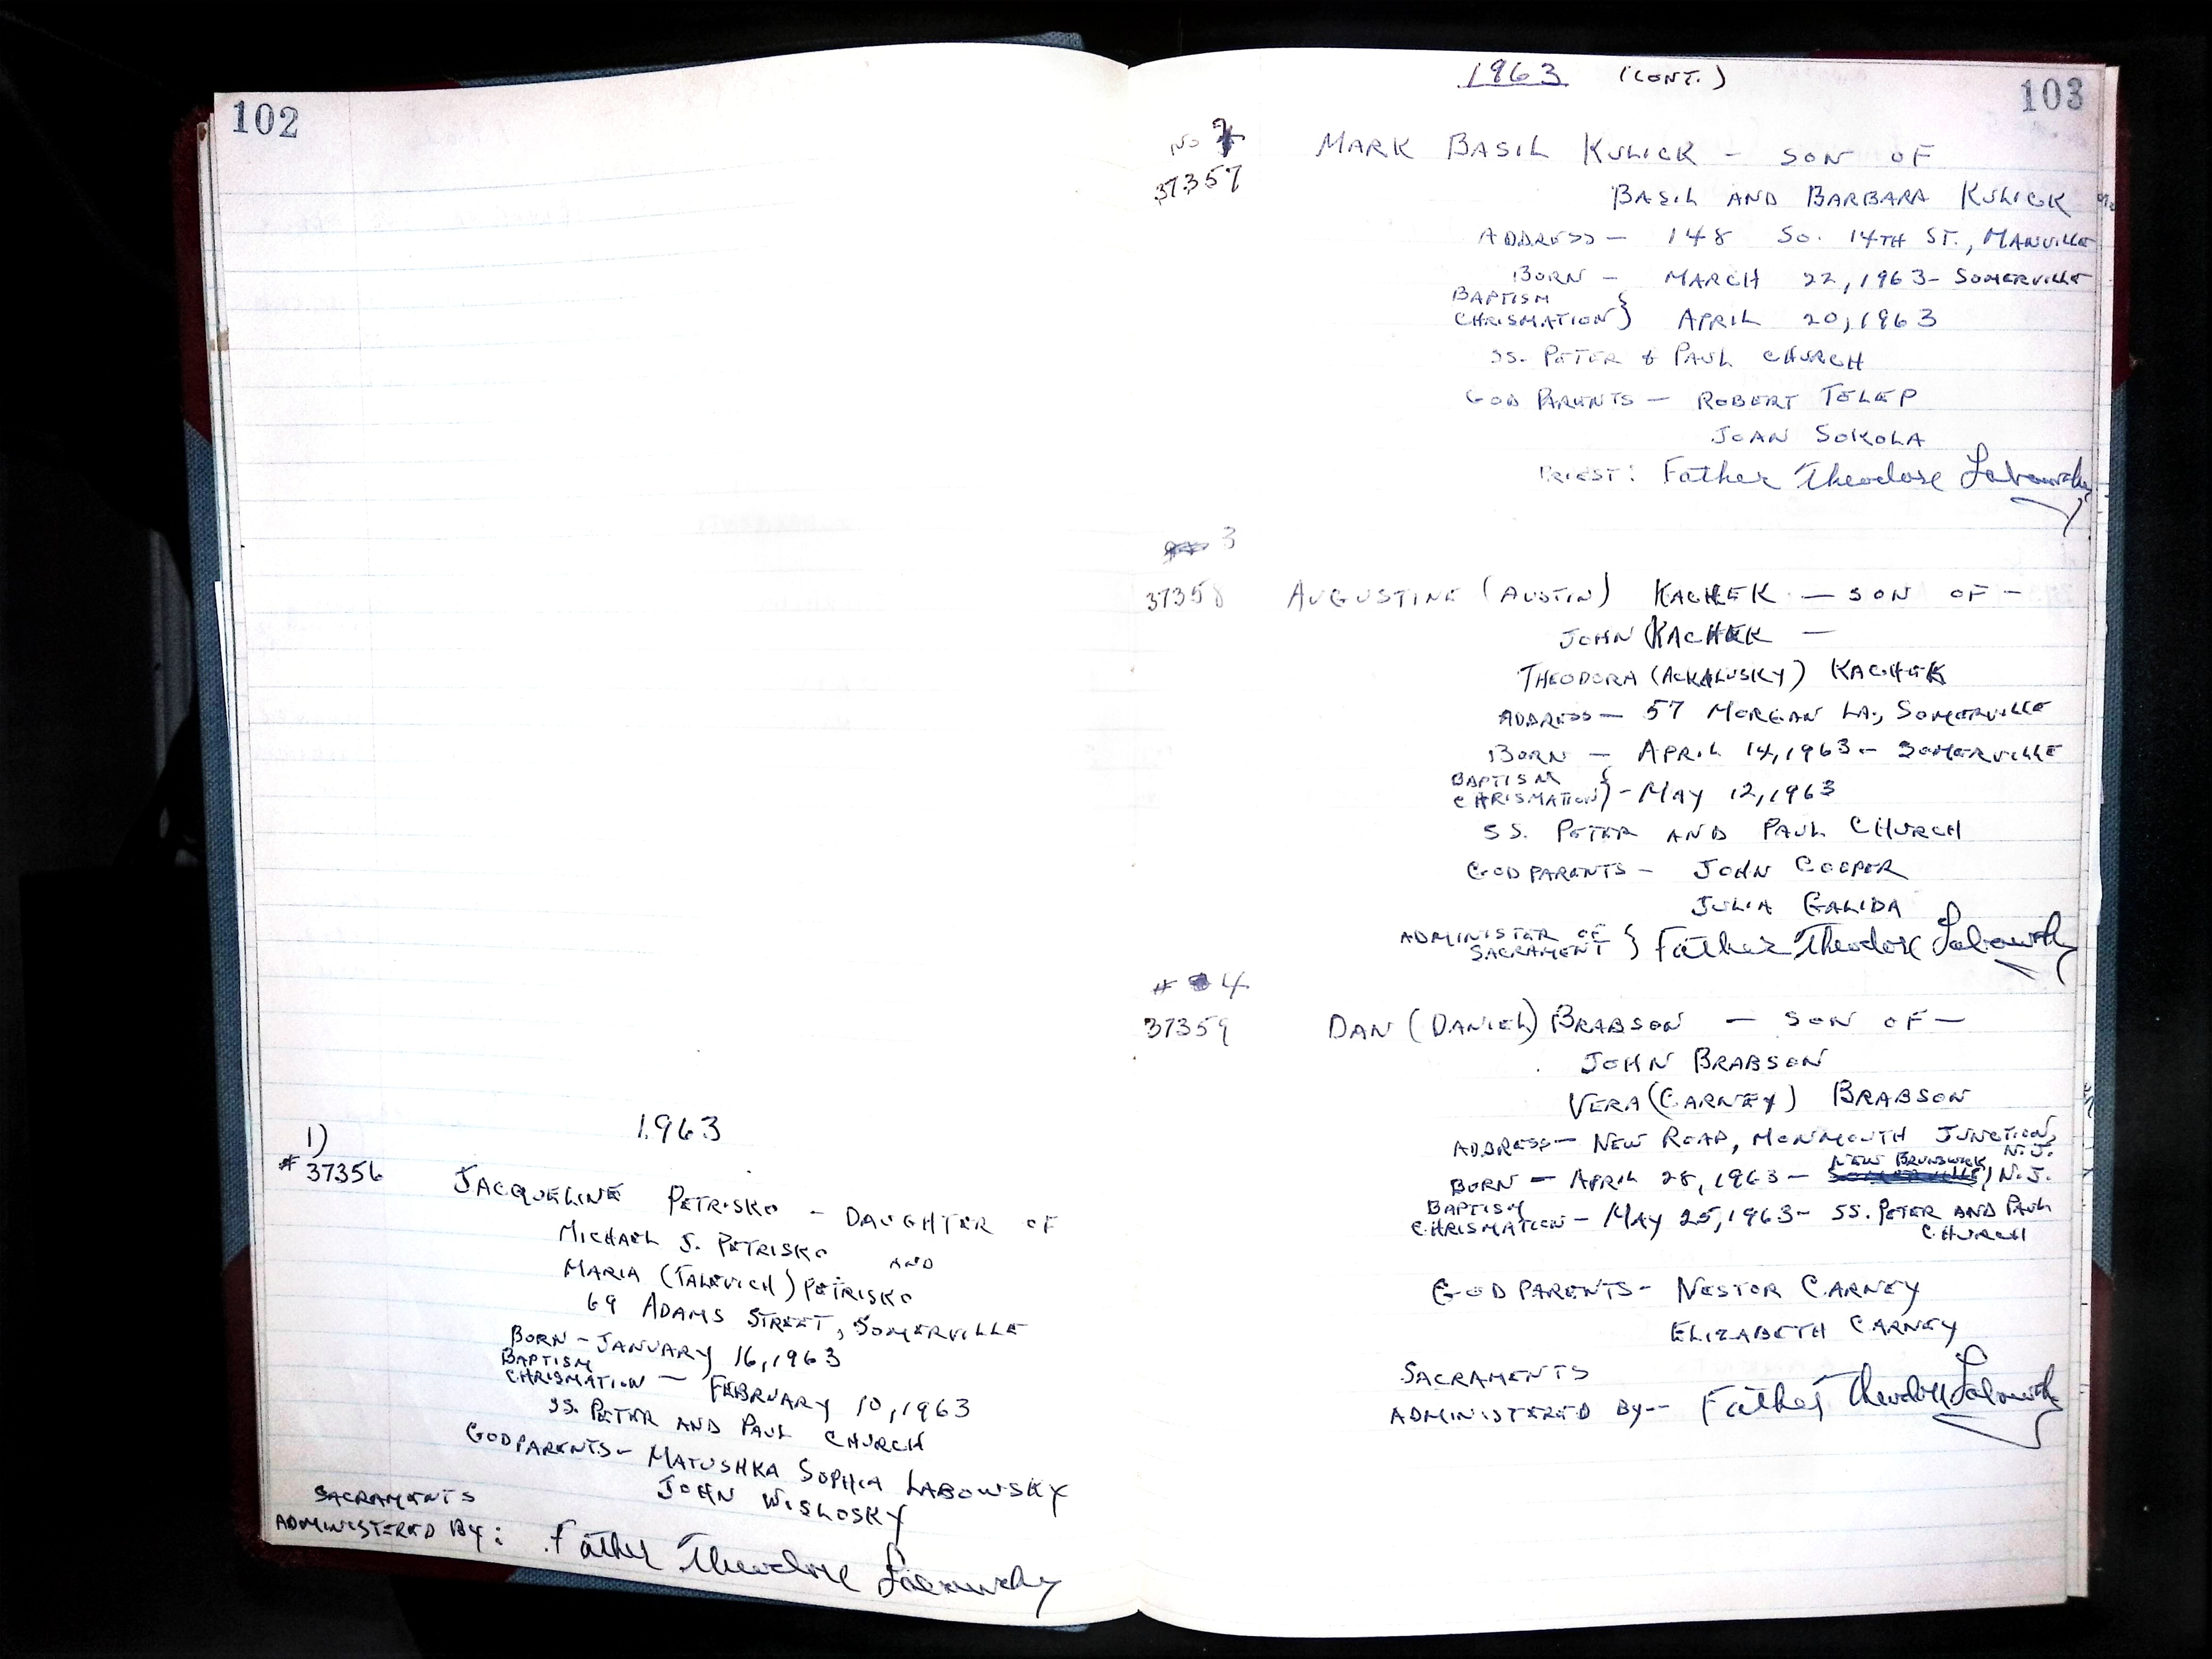 102
1963
1)
# 37356
JACQUELINE PETRISKO - DAUGHTER OF
MICHAEL J. PETRISKO AND
MARIA (TALEVICH) PETRISKO
69 ADAMS STREET, SOMERVILLE
BORN - JANUARY 16, 1963
BAPTISM
CHRISMATION — FEBRUARY 10, 1963
SS. PETER AND PAUL CHURCH
GODPARENTS - MATUSHKA SOPHIA LABOWSKY
JOHN WISLOSKY
SACRAMENTS
ADMINISTERED BY: Father Theodore Labowsky
1963 (CONT.)
103
No
37357
MARK BASIL KULICK - SON OF
BASIL AND BARBARA KULICK
ADDRESS - 148 SO. 14TH ST., MANVILLE
BORN - MARCH 22, 1963 - SOMERVILLE
BAPTISM
CHRISMATION } APRIL 20, 1963
SS. PETER & PAUL CHURCH
GOD PARENTS — ROBERT TELEP
JOAN SOKOLA
PRIEST: Father Theodore Labowsky
3
37358
AUGUSTINE (AUSTIN) KACHEK — SON OF -
JOHN KACHEK —
THEODORA (ACKALUSKY) KACHEK
ADDRESS — 57 MORGAN LA., SOMERVILLE
BORN — APRIL 14, 1963 - SOMERVILLE
BAPTISM
CHRISMATION } - MAY 12, 1963
SS. PETER AND PAUL CHURCH
GODPARENTS - JOHN COOPER
JULIA GALIDA
ADMINISTER OF
SACRAMENT } Father Theodore Labowsky
# 4
37359
DAN (DANIEL) BRABSON — SON OF —
JOHN BRABSON
VERA (CARNEY) BRABSON
ADDRESS — NEW ROAD, MONMOUTH JUNCTION,
N.J.
BORN — APRIL 28, 1963 — NEW BRUNSWICK, N.J.
BAPTISM
CHRISMATION - MAY 25, 1963 - SS. PETER AND PAUL
CHURCH
GODPARENTS - NESTOR CARNEY
ELIZABETH CARNEY
SACRAMENTS
ADMINISTERED BY -- Father Theodore Labowsky